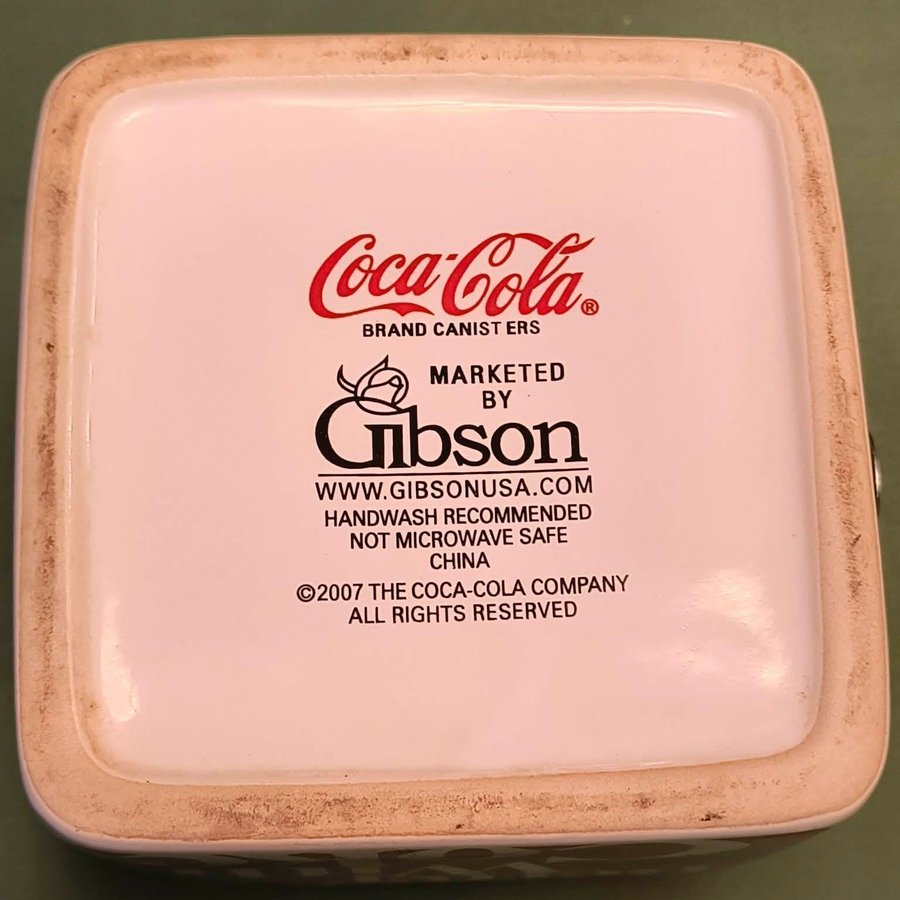 Coca-Cola®
BRAND CANISTERS
MARKETED
BY
Gibson
WWW.GIBSONUSA.COM
HANDWASH RECOMMENDED
NOT MICROWAVE SAFE
CHINA
©2007 THE COCA-COLA COMPANY
ALL RIGHTS RESERVED